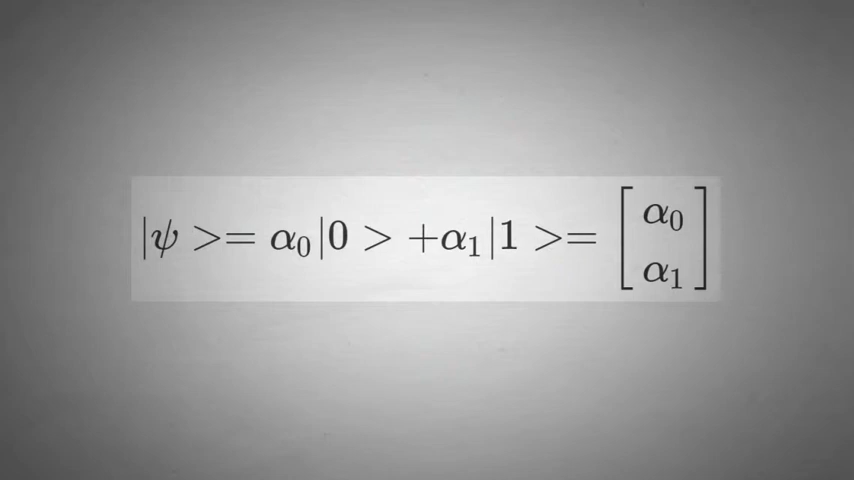 |ψ >= α₀|0 > +α₁|1 >= [ α₀ α₁ ]